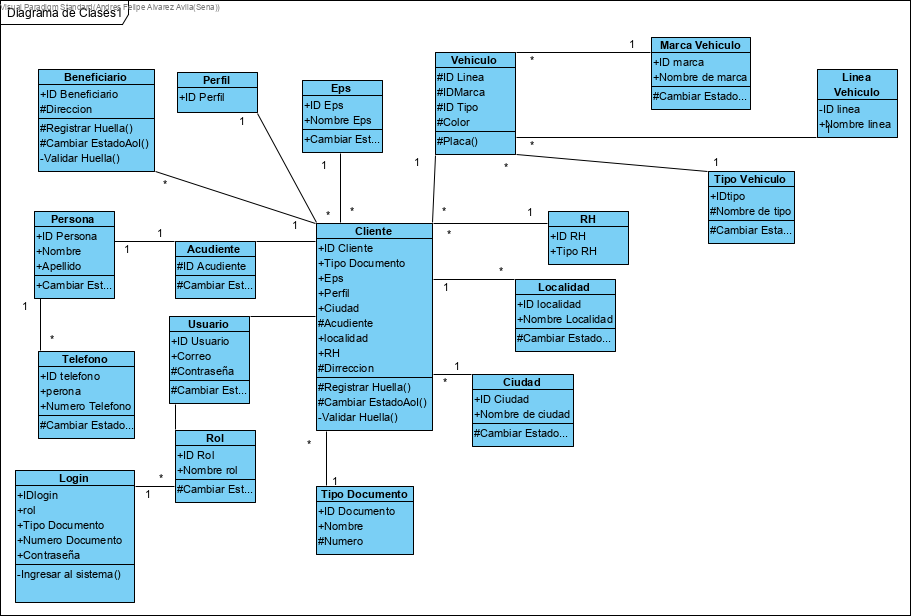 Visual Paradigm Standard(Andres Felipe Alvarez Avila(Sena))
Diagrama de Clases1
Beneficiario
+ID Beneficiario
#Direccion
#Registrar Huella()
#Cambiar EstadoAol()
-Validar Huella()
*
Perfil
+ID Perfil
1
Eps
+ID Eps
+Nombre Eps
+Cambiar Est...
1
*
*
Vehiculo
#ID Linea
#IDMarca
#ID Tipo
#Color
#Placa()
1
*
1
*
*
*
Marca Vehiculo
+ID marca
+Nombre de marca
#Cambiar Estado...
Linea
Vehiculo
-ID linea
+Nombre linea
1
Tipo Vehiculo
+IDtipo
#Nombre de tipo
#Cambiar Esta...
Persona
+ID Persona
+Nombre
+Apellido
+Cambiar Est...
1
1
1
1
*
Acudiente
#ID Acudiente
#Cambiar Est...
Cliente
+ID Cliente
+Tipo Documento
+Eps
+Perfil
+Ciudad
#Acudiente
+localidad
+RH
#Dirreccion
#Registrar Huella()
#Cambiar EstadoAol()
-Validar Huella()
*
1
RH
+ID RH
+Tipo RH
1
*
Localidad
+ID localidad
+Nombre Localidad
#Cambiar Estado...
Usuario
+ID Usuario
+Correo
#Contraseña
#Cambiar Est...
Telefono
+ID telefono
+perona
+Numero Telefono
#Cambiar Estado...
1
*
Ciudad
+ID Ciudad
+Nombre de ciudad
#Cambiar Estado...
Rol
+ID Rol
+Nombre rol
#Cambiar Est...
*
1
Login
+IDlogin
+rol
+Tipo Documento
+Numero Documento
+Contraseña
-Ingresar al sistema()
*
1
Tipo Documento
+ID Documento
+Nombre
#Numero